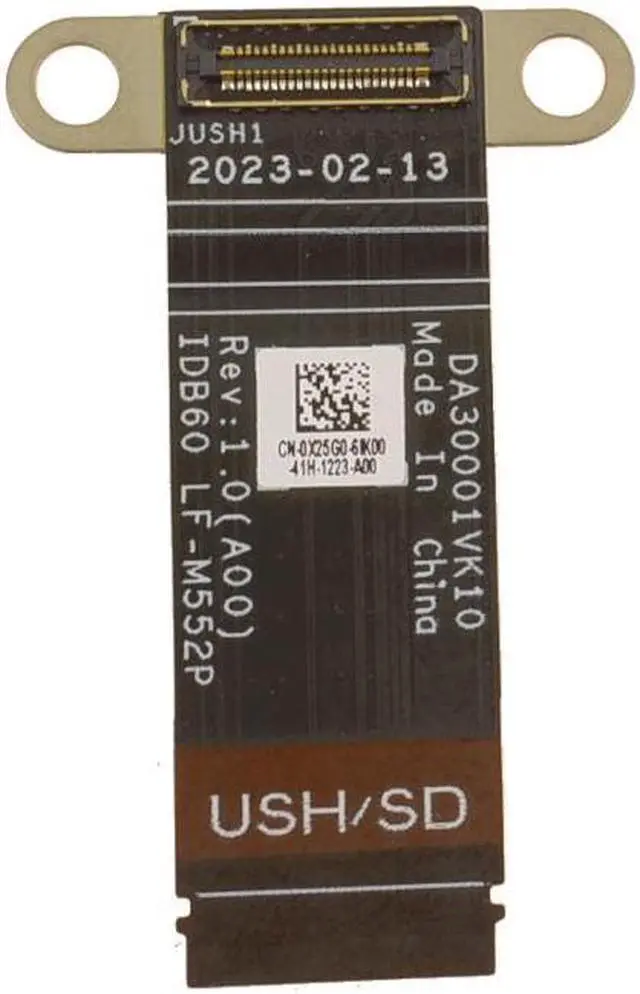 JUSH1
2023-02-13
DA30001VK10
Made In China
CN-0X25G0-6IK00
-41H-1223-A00
Rev:1.0(A00)
IDB60 LF-M552P
USH/SD